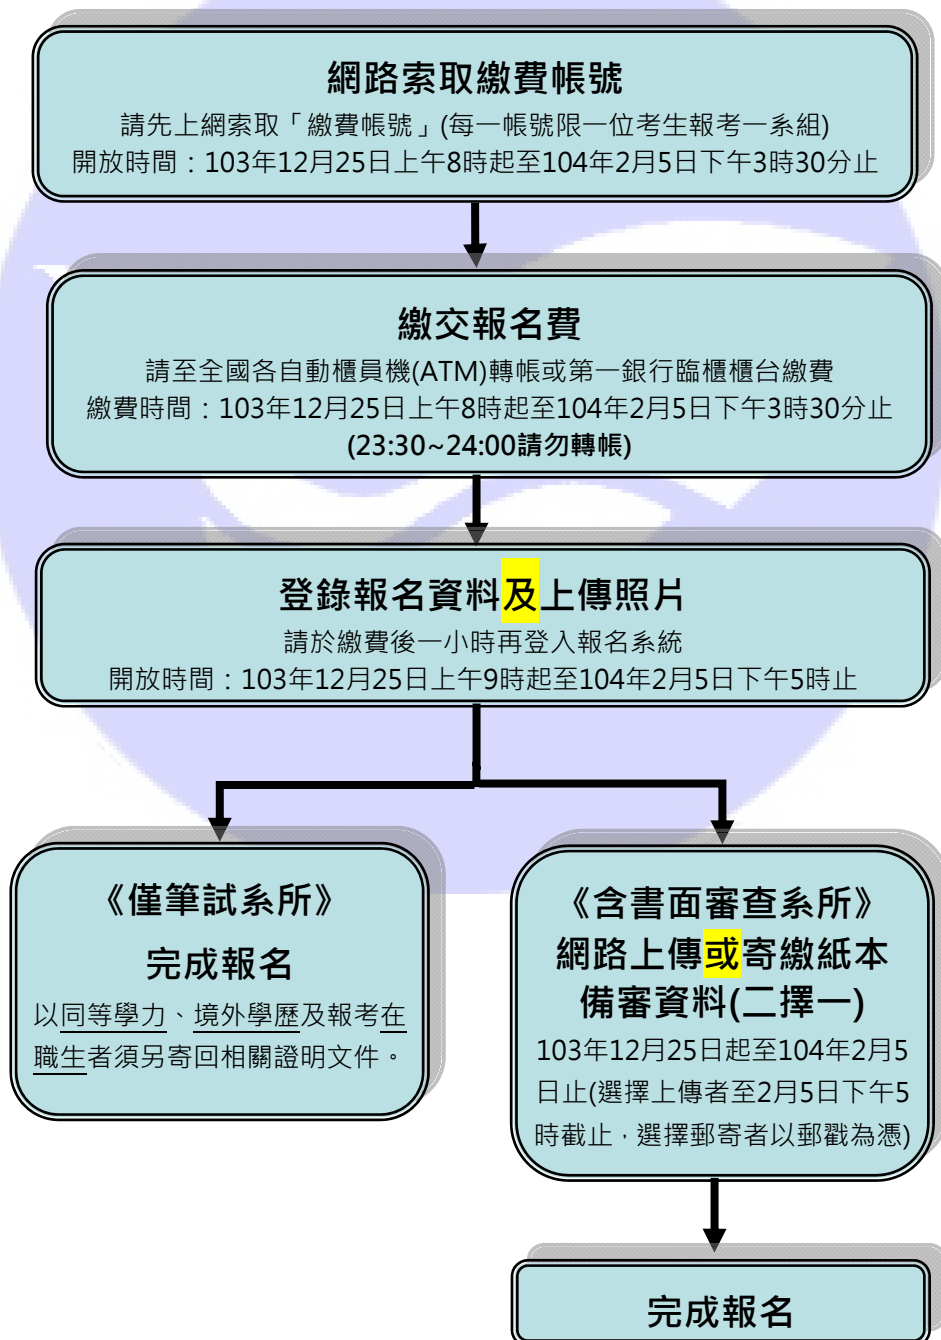 網路索取繳費帳號
請先上網索取「繳費帳號」(每一帳號限一位考生報考一系組)
開放時間：103年12月25日上午8時起至104年2月5日下午3時30分止
繳交報名費
請至全國各自動櫃員機(ATM)轉帳或第一銀行臨櫃櫃台繳費
繳費時間：103年12月25日上午8時起至104年2月5日下午3時30分止
(23:30~24:00請勿轉帳)
登錄報名資料及上傳照片
請於繳費後一小時再登入報名系統
開放時間：103年12月25日上午9時起至104年2月5日下午5時止
《僅筆試系所》
完成報名
以同等學力、境外學歷及報考在
職生者須另寄回相關證明文件。
《含書面審查系所》
網路上傳或寄繳紙本
備審資料(二擇一)
103年12月25日起至104年2月5
日止(選擇上傳者至2月5日下午5
時截止，選擇郵寄者以郵戳為憑)
完成報名